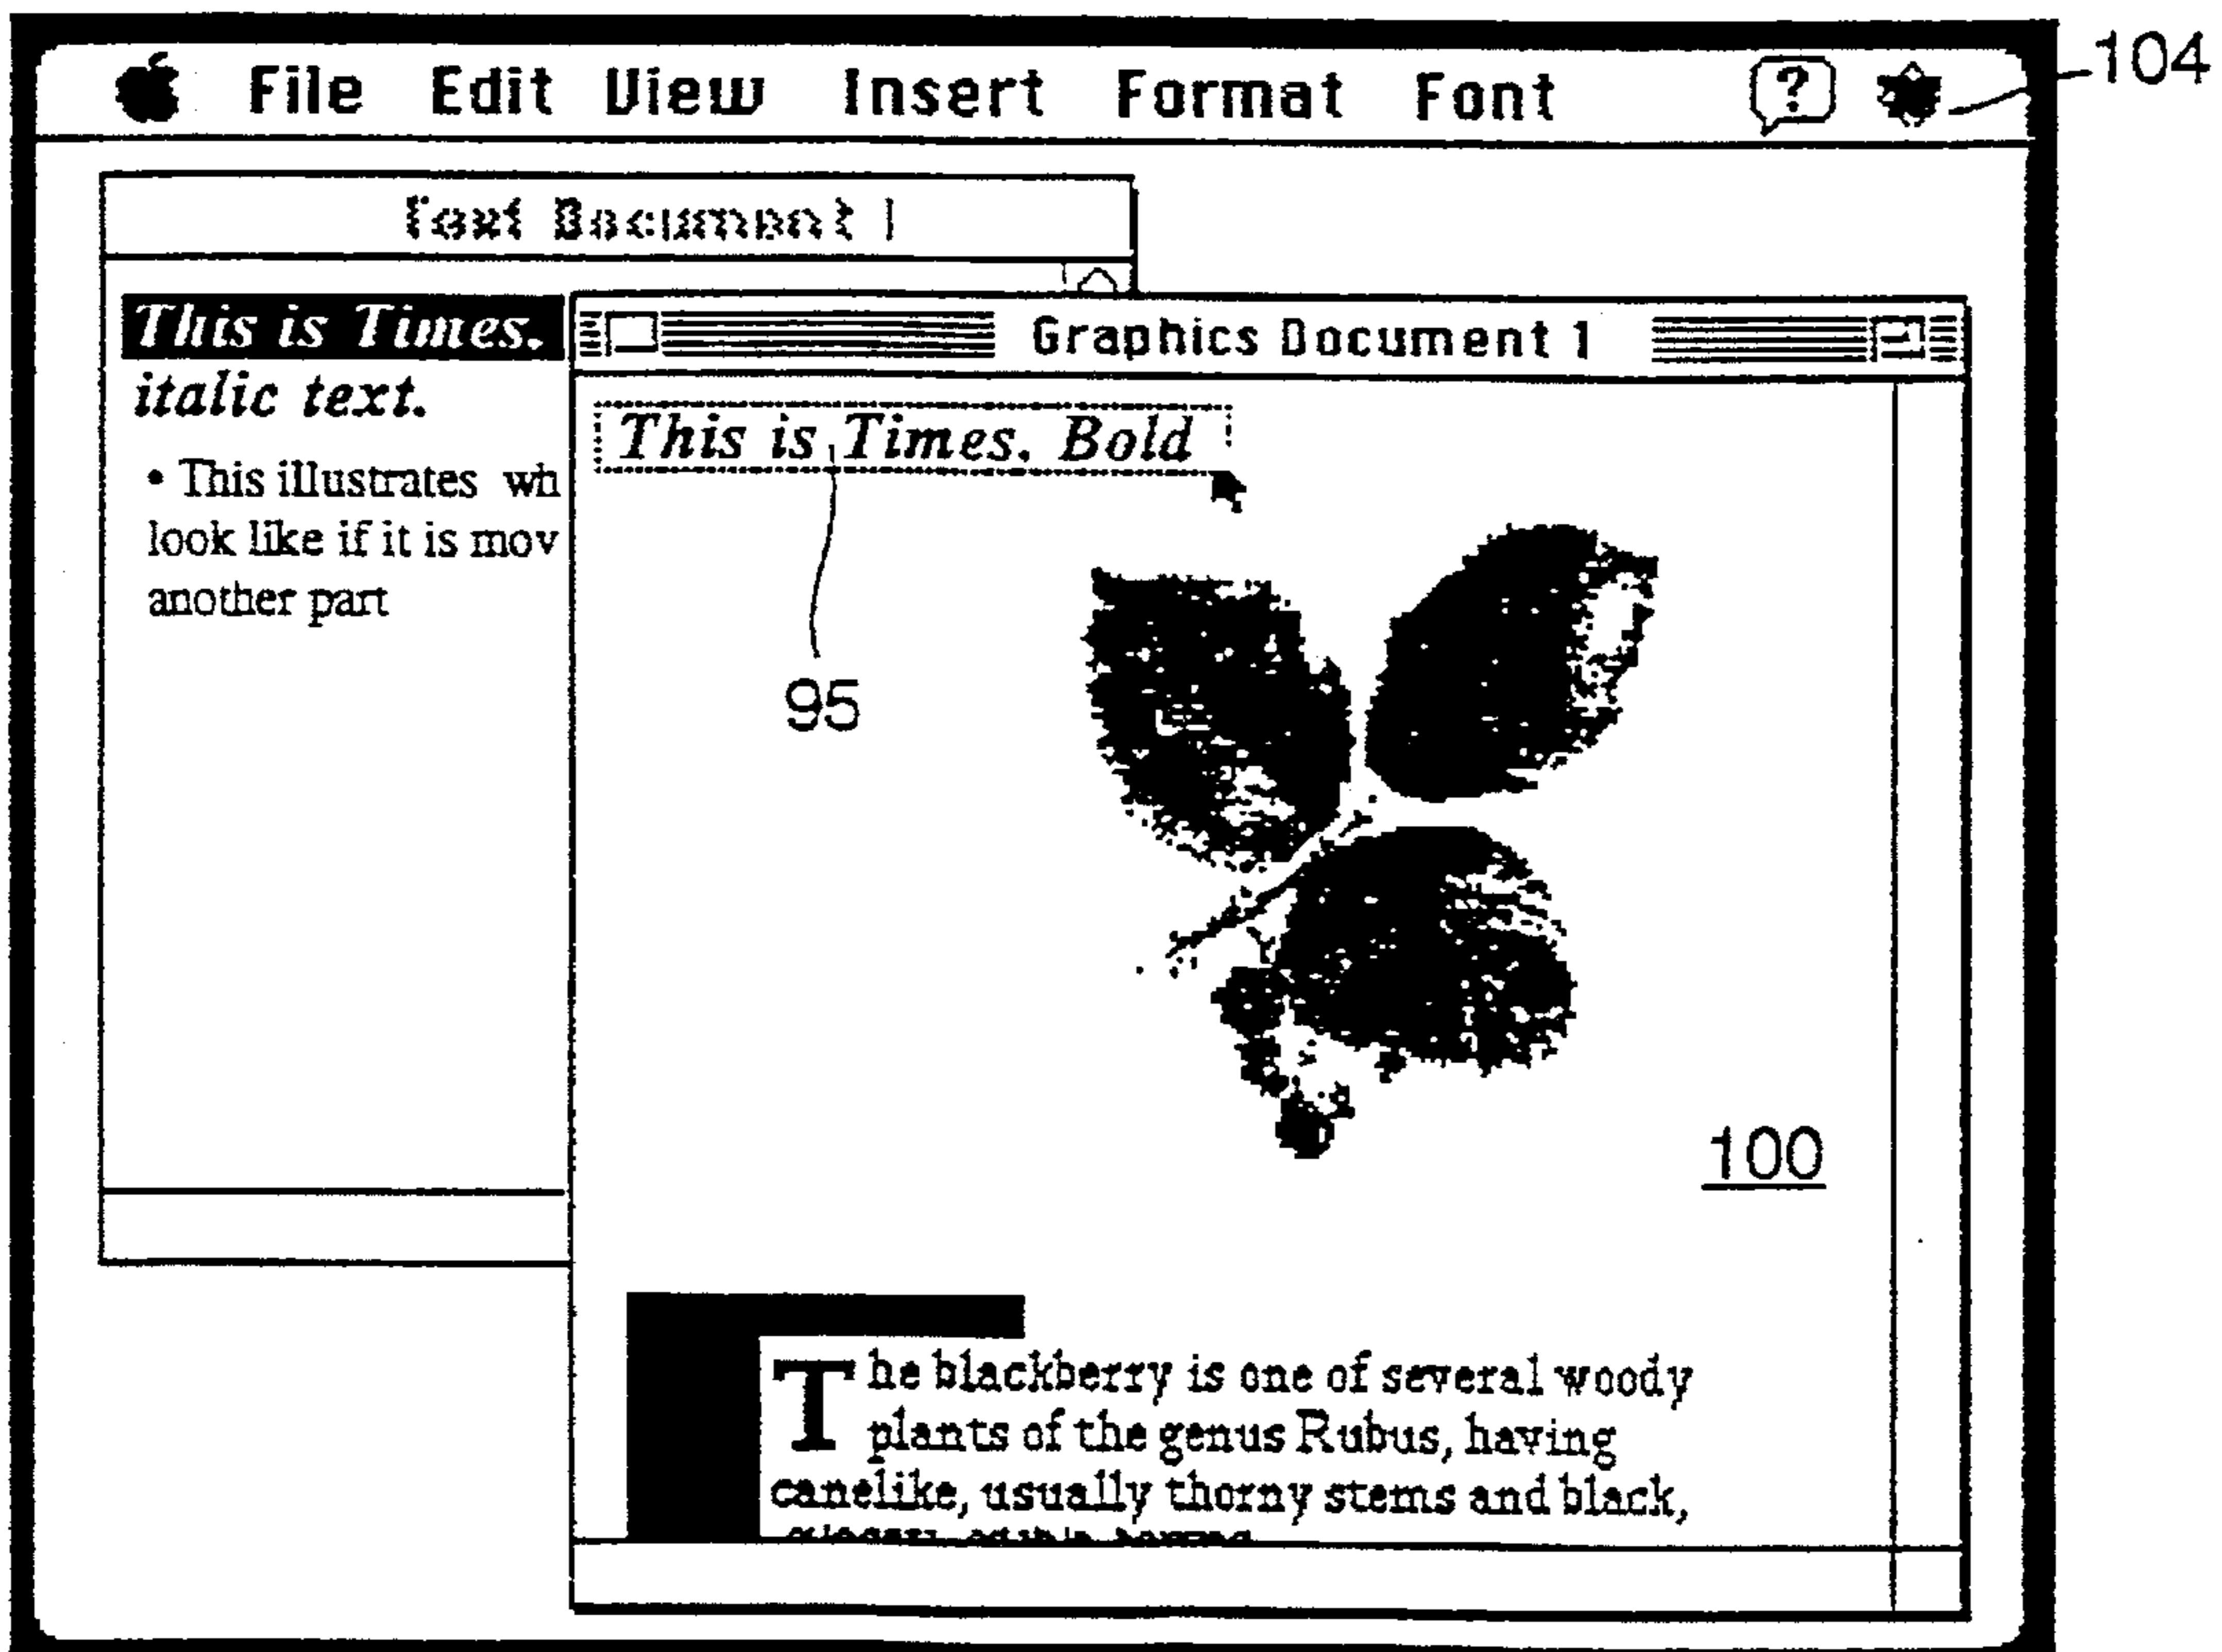 File Edit View Insert Format Font ?
104
Text Document 1
This is Times.
italic text.
• This illustrates wh
look like if it is mov
another part
Graphics Document 1
This is Times. Bold
95
100
The blackberry is one of several woody
plants of the genus Rubus, having
canelike, usually thorny stems and black,